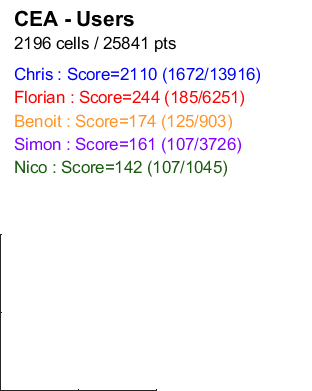 CEA - Users
2196 cells / 25841 pts
Chris : Score=2110 (1672/13916)
Florian : Score=244 (185/6251)
Benoit : Score=174 (125/903)
Simon : Score=161 (107/3726)
Nico : Score=142 (107/1045)